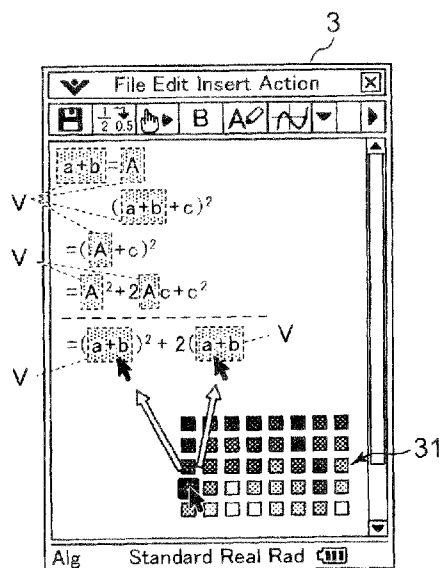 3
File Edit Insert Action
1/2 0.5 B A
a+b=A
V
(a+b+c)²
=(A+c)²
V
=A²+2Ac+c²
=(a+b)²+2(a+b
V
V
31
Alg Standard Real Rad